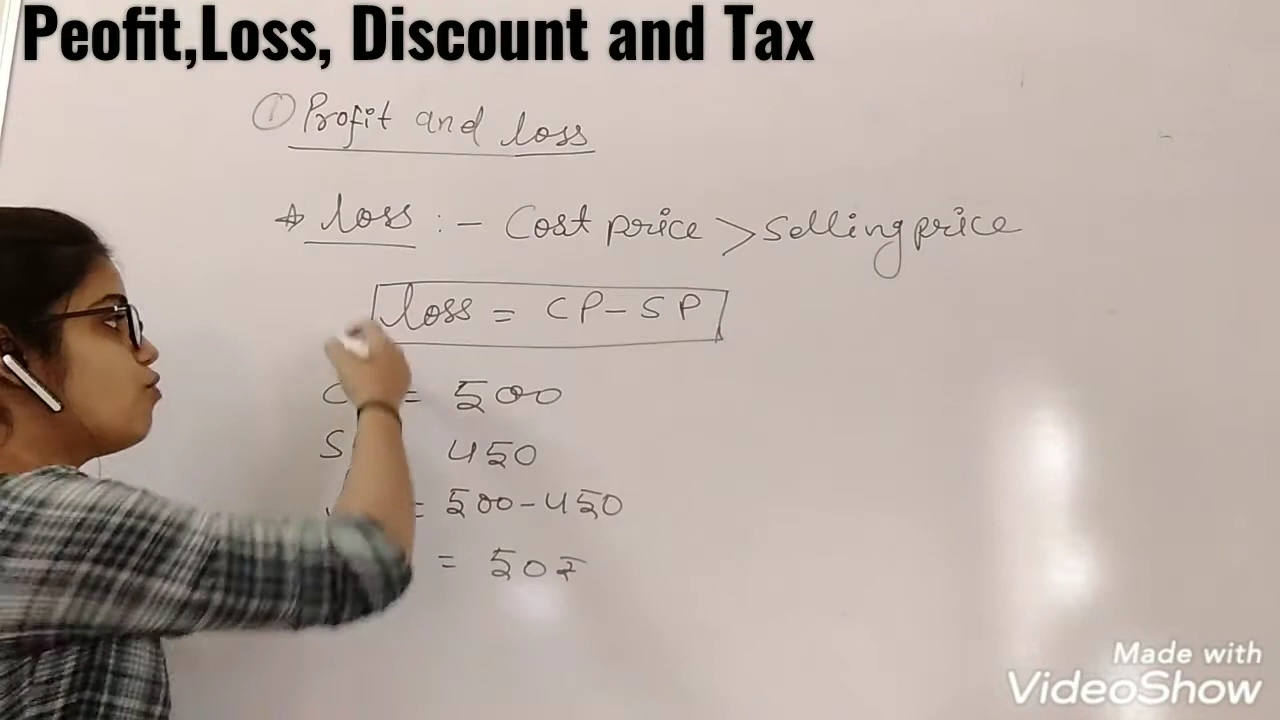 Peofit,Loss, Discount and Tax
① Profit and loss
* loss :- Cost price > Selling price
loss = CP - SP
= 500
S 450
= 500 - 450
= 50₹
Made with
VideoShow